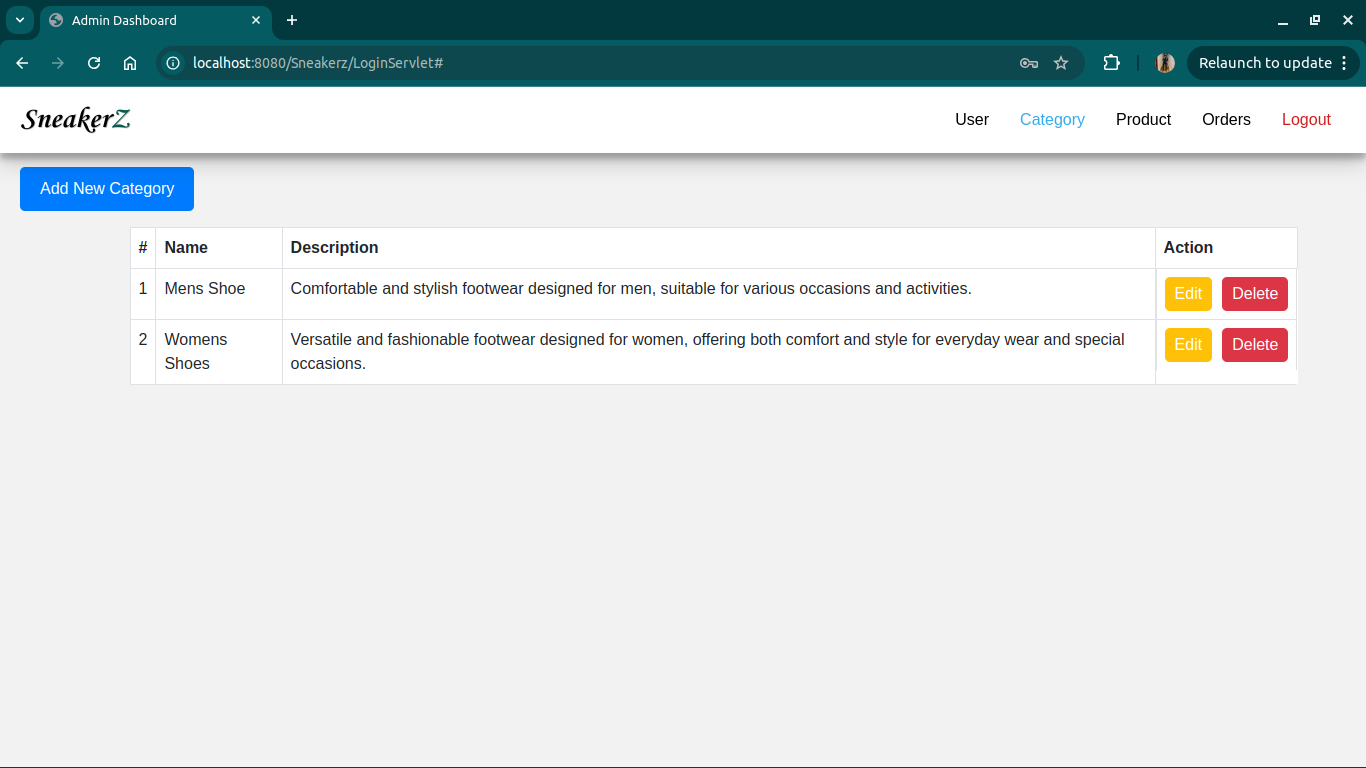 Admin Dashboard
localhost:8080/Sneakerz/LoginServlet#
Relaunch to update
SneakerZ
User Category Product Orders Logout
Add New Category
# Name Description Action
1 Mens Shoe Comfortable and stylish footwear designed for men, suitable for various occasions and activities. Edit Delete
2 Womens Versatile and fashionable footwear designed for women, offering both comfort and style for everyday wear and special Edit Delete
Shoes occasions.